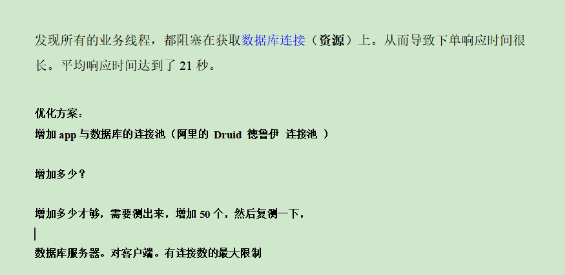 发现所有的业务线程，都阻塞在获取数据库连接（资源）上。从而导致下单响应时间很
长。平均响应时间达到了 21 秒。
优化方案：
增加 app 与数据库的连接池（阿里的 Druid 德鲁伊 连接池 ）
增加多少？
增加多少才够，需要测出来，增加 50 个，然后复测一下，
数据库服务器。对客户端。有连接数的最大限制